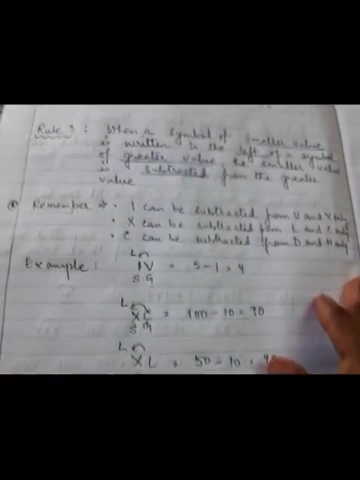 Rule 3 : When a symbol of smaller value
is written to the left of a symbol
of greater value, the smaller value
is subtracted from the greater
value
Remember : • I can be subtracted from V and X only
• X can be subtracted from L and C only
• C can be subtracted from D and M only
Example : L
IV = 5 - 1 = 4
S G
L
XC = 100 - 10 = 90
S G
L
XL = 50 - 10 = 40